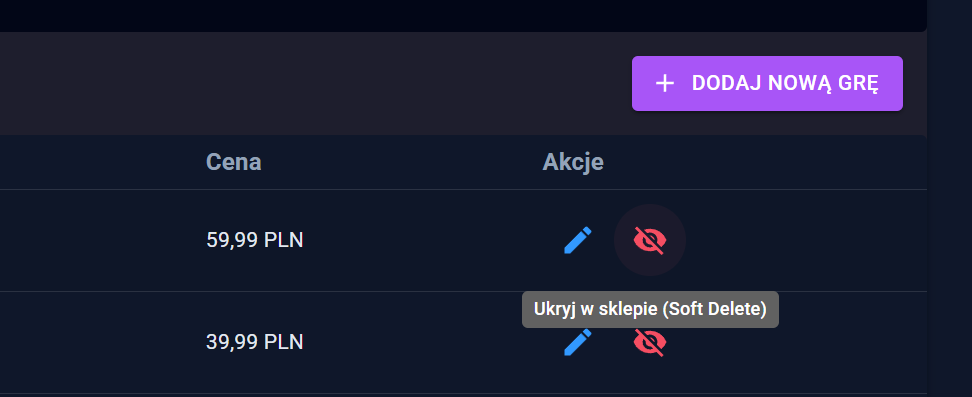 DODAJ NOWĄ GRĘ
Cena
Akcje
59,99 PLN
Ukryj w sklepie (Soft Delete)
39,99 PLN